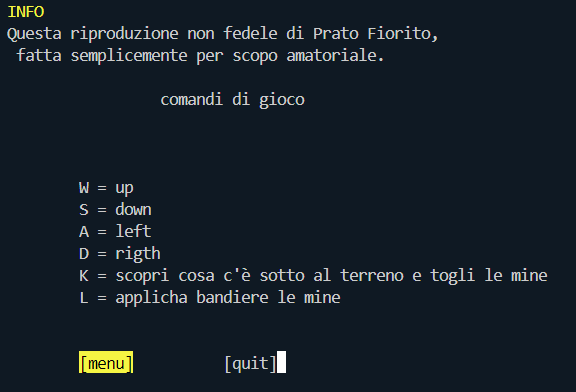 INFO
Questa riproduzione non fedele di Prato Fiorito,
fatta semplicemente per scopo amatoriale.
comandi di gioco
W = up
S = down
A = left
D = rigth
K = scopri cosa c'è sotto al terreno e togli le mine
L = applicha bandiere le mine
[menu] [quit]